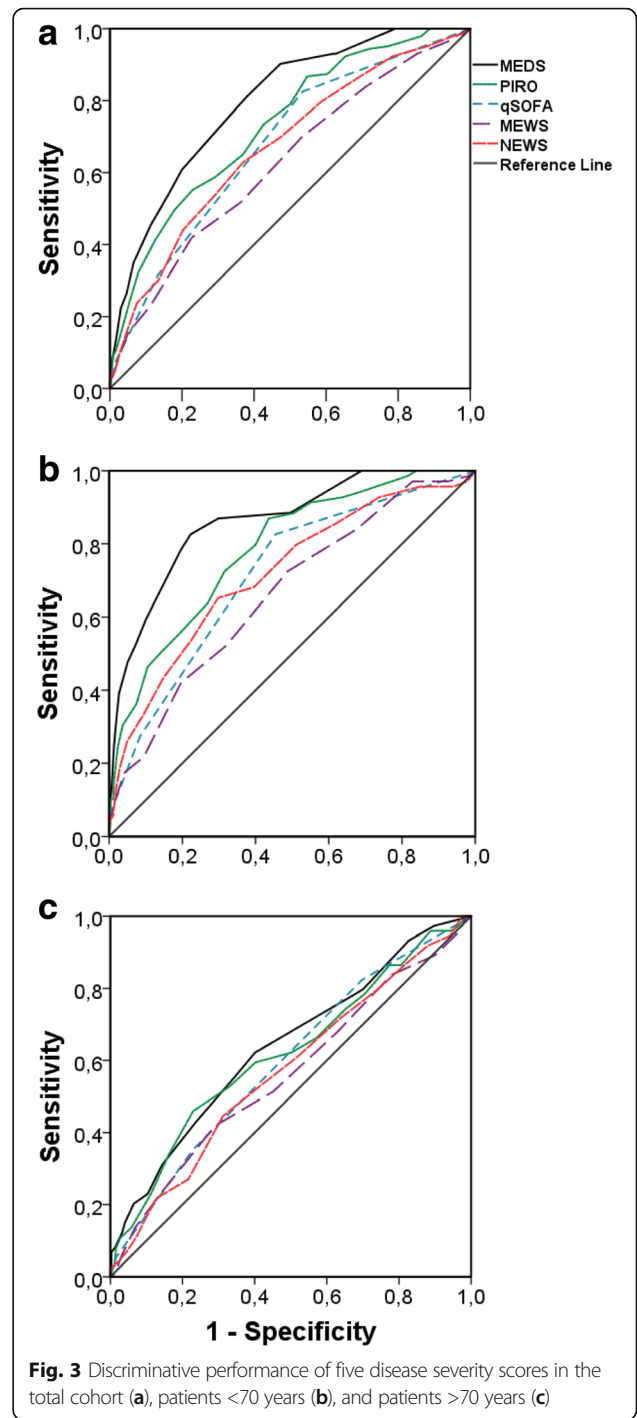 a
1,0
0,8
0,6
0,4
0,2
0,0
Sensitivity
0,0 0,2 0,4 0,6 0,8 1,0
MEDS
PIRO
qSOFA
MEWS
NEWS
Reference Line
b
1,0
0,8
0,6
0,4
0,2
0,0
Sensitivity
0,0 0,2 0,4 0,6 0,8 1,0
c
1,0
0,8
0,6
0,4
0,2
0,0
Sensitivity
0,0 0,2 0,4 0,6 0,8 1,0
1 - Specificity
Fig. 3 Discriminative performance of five disease severity scores in the
total cohort (a), patients <70 years (b), and patients >70 years (c)